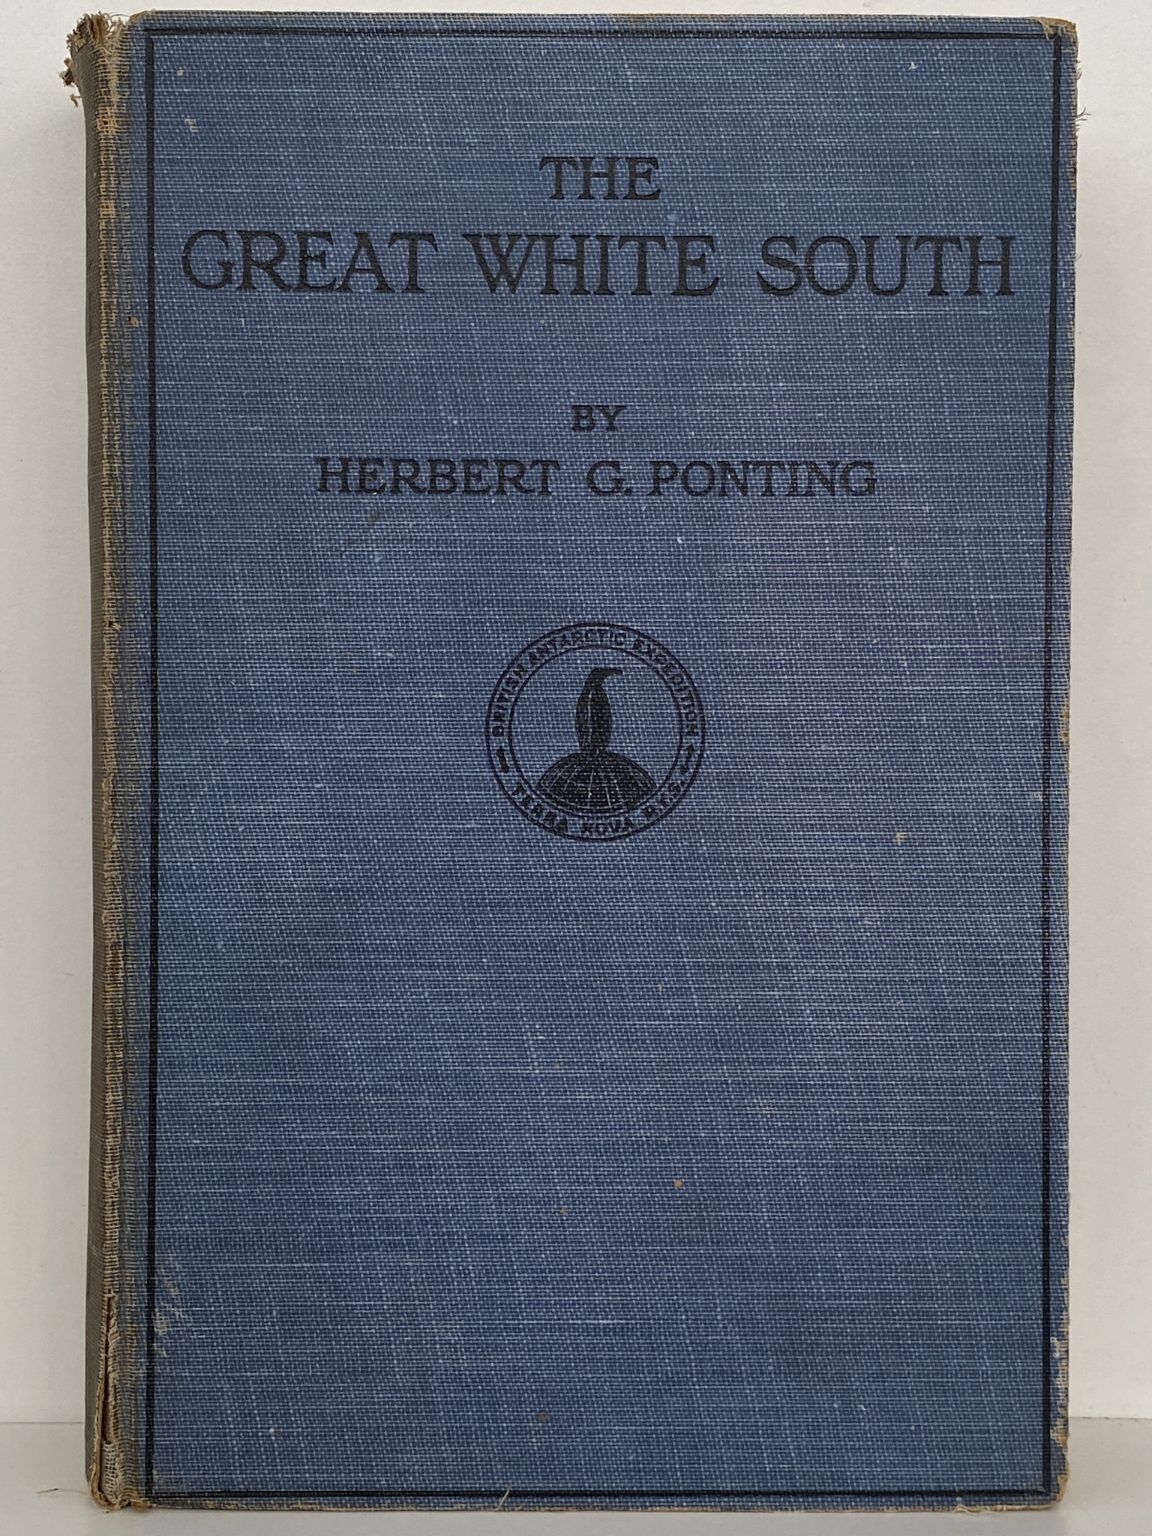 THE
GREAT WHITE SOUTH
BY
HERBERT G. PONTING
BRITISH ANTARCTIC EXPEDITION
TERRA NOVA R.Y.S.